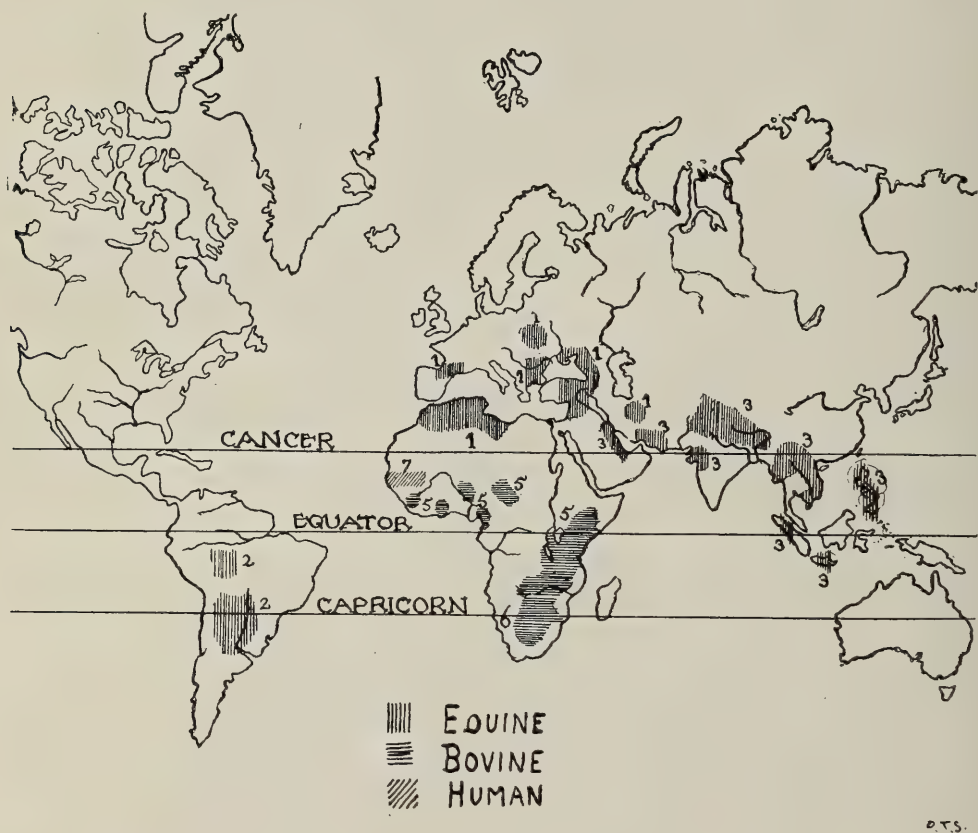 1
1 1
1
1 3
3 3 3
CANCER 1 3
7 3
5 5 5
EQUATOR 5
2 3
3
2 CAPRICORN
6
EQUINE
BOVINE
HUMAN
D.T.S.